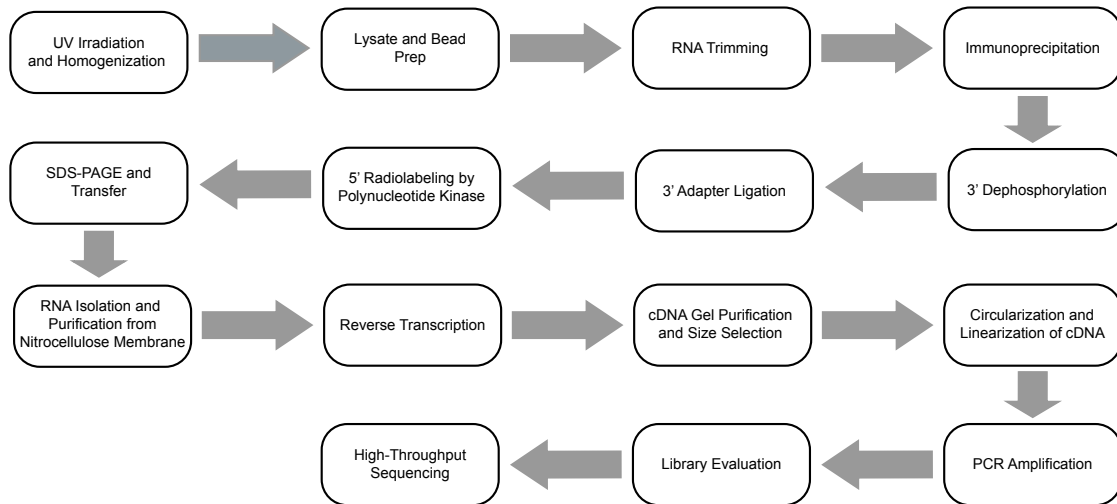 UV Irradiation
and Homogenization
Lysate and Bead
Prep
RNA Trimming
Immunoprecipitation
3’ Dephosphorylation
3’ Adapter Ligation
5’ Radiolabeling by
Polynucleotide Kinase
SDS-PAGE and
Transfer
RNA Isolation and
Purification from
Nitrocellulose Membrane
Reverse Transcription
cDNA Gel Purification
and Size Selection
Circularization and
Linearization of cDNA
PCR Amplification
Library Evaluation
High-Throughput
Sequencing